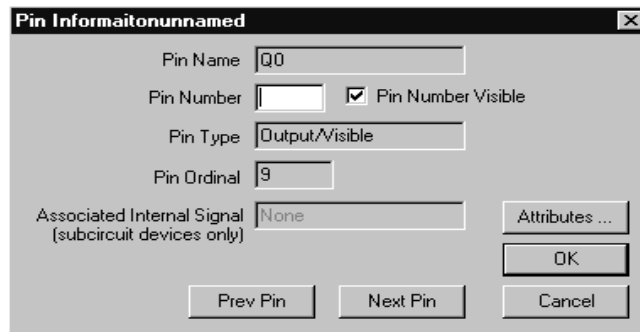 Pin Informaitonunnamed
Pin Name Q0
Pin Number Pin Number Visible
Pin Type Output/Visible
Pin Ordinal 9
Associated Internal Signal None
(subcircuit devices only)
Attributes ...
OK
Prev Pin Next Pin Cancel